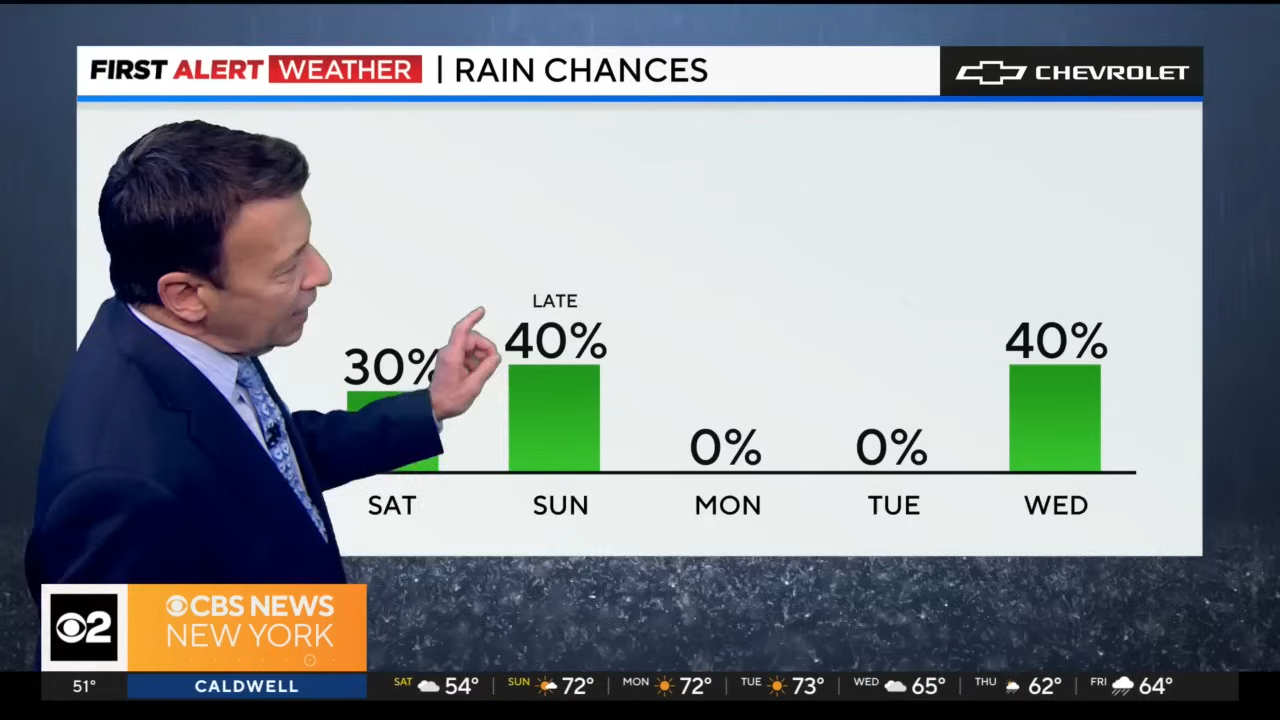 FIRST ALERT WEATHER | RAIN CHANCES
CHEVROLET
LATE
30% 40% 0% 0% 40%
SAT SUN MON TUE WED
2 CBS NEWS
NEW YORK
51° CALDWELL SAT 54° SUN 72° MON 72° TUE 73° WED 65° THU 62° FRI 64°